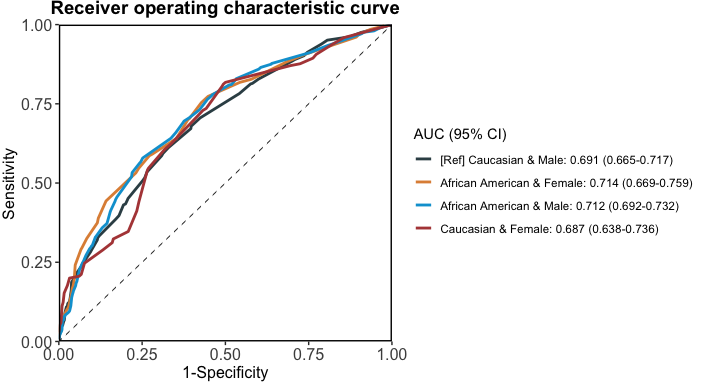 Receiver operating characteristic curve
1.00
0.75
0.50
0.25
0.00
Sensitivity
0.00
0.25
0.50
0.75
1.00
1-Specificity
AUC (95% CI)
[Ref] Caucasian & Male: 0.691 (0.665-0.717)
African American & Female: 0.714 (0.669-0.759)
African American & Male: 0.712 (0.692-0.732)
Caucasian & Female: 0.687 (0.638-0.736)